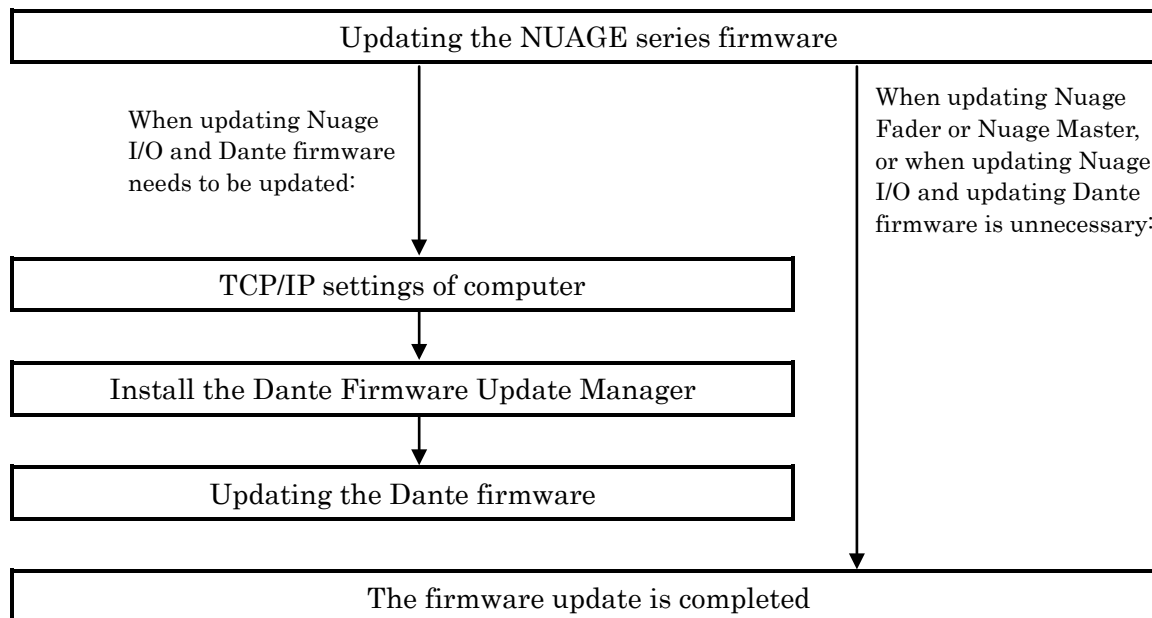 Updating the NUAGE series firmware
When updating Nuage
I/O and Dante firmware
needs to be updated:
When updating Nuage
Fader or Nuage Master,
or when updating Nuage
I/O and updating Dante
firmware is unnecessary:
TCP/IP settings of computer
Install the Dante Firmware Update Manager
Updating the Dante firmware
The firmware update is completed